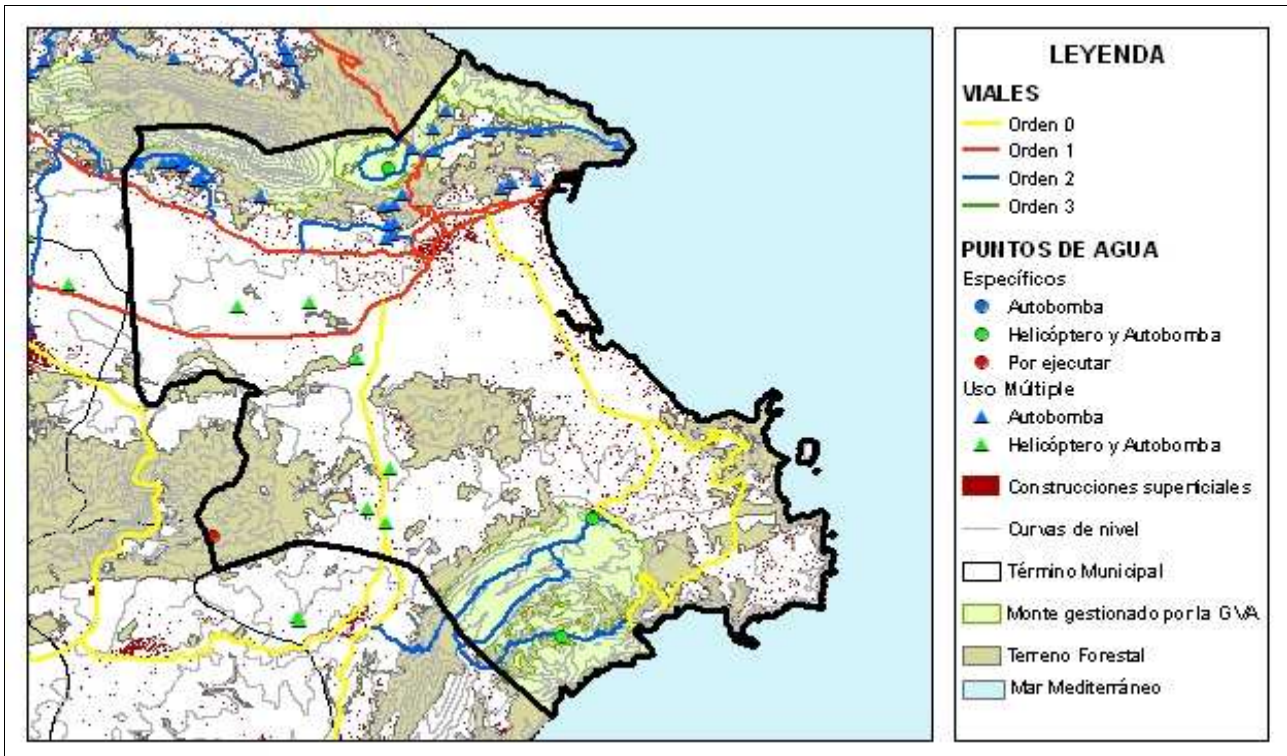 LEYENDA
VIALES
Orden 0
Orden 1
Orden 2
Orden 3
PUNTOS DE AGUA
Específicos
Autobomba
Helicóptero y Autobomba
Por ejecutar
Uso Múltiple
Autobomba
Helicóptero y Autobomba
Construcciones superficiales
Curvas de nivel
Término Municipal
Monte gestionado por la GVA
Terreno Forestal
Mar Mediterráneo